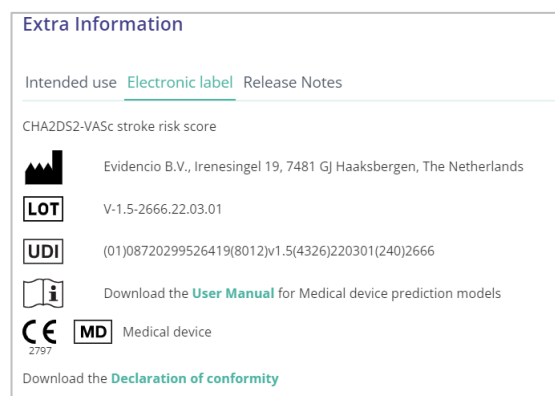 Extra Information
Intended use Electronic label Release Notes
CHA2DS2-VASc stroke risk score
Evidencio B.V., Irenesingel 19, 7481 GJ Haaksbergen, The Netherlands
LOT V-1.5-2666.22.03.01
UDI (01)08720299526419(8012)v1.5(4326)220301(240)2666
i Download the User Manual for Medical device prediction models
CE MD Medical device
2797
Download the Declaration of conformity